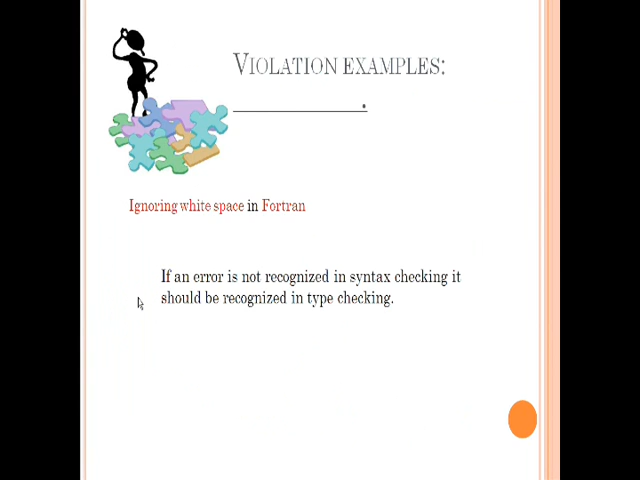 VIOLATION EXAMPLES:
____________.
Ignoring white space in Fortran
If an error is not recognized in syntax checking it
should be recognized in type checking.